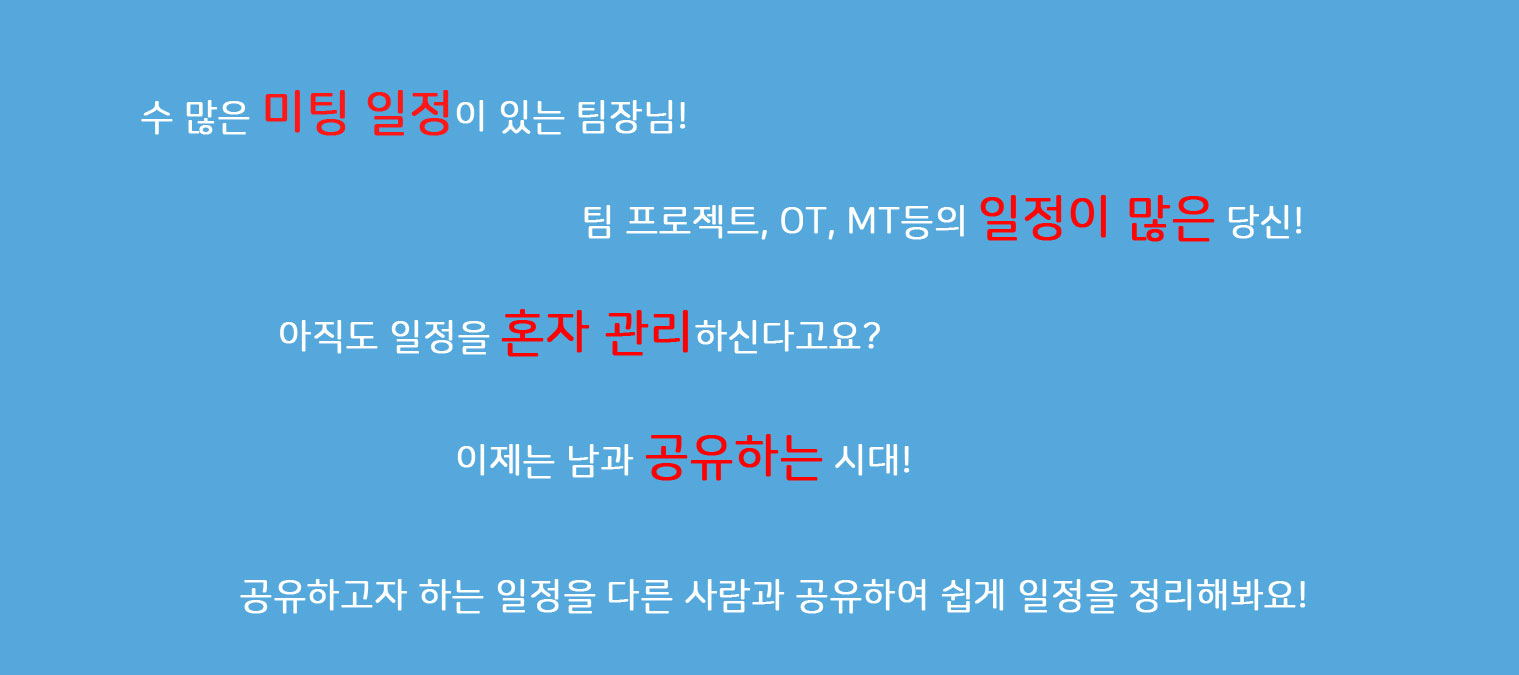 수 많은 미팅 일정이 있는 팀장님!
팀 프로젝트, OT, MT등의 일정이 많은 당신!
아직도 일정을 혼자 관리하신다고요?
이제는 남과 공유하는 시대!
공유하고자 하는 일정을 다른 사람과 공유하여 쉽게 일정을 정리해봐요!